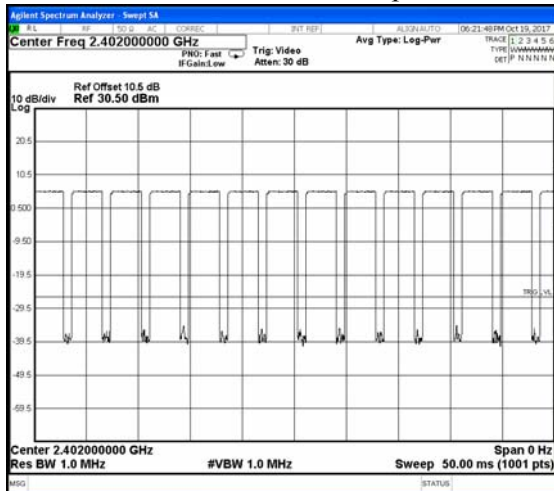 Agilent Spectrum Analyzer - Swept SA
RL RF 50 Ω AC CORREC INT REF ALIGN AUTO 06:21:48 PM Oct 19, 2017
Center Freq 2.402000000 GHz
PNO: Fast
IFGain:Low
Trig: Video
Atten: 30 dB
Avg Type: Log-Pwr
TRACE 1 2 3 4 5 6
TYPE WWWWWW
DET P N N N N N
Ref Offset 10.5 dB
10 dB/div Ref 30.50 dBm
Log
20.5
10.5
0.500
-9.50
-19.5
TRIG LVL
-29.5
-39.5
-49.5
-59.5
Center 2.402000000 GHz Span 0 Hz
Res BW 1.0 MHz #VBW 1.0 MHz Sweep 50.00 ms (1001 pts)
MSG STATUS